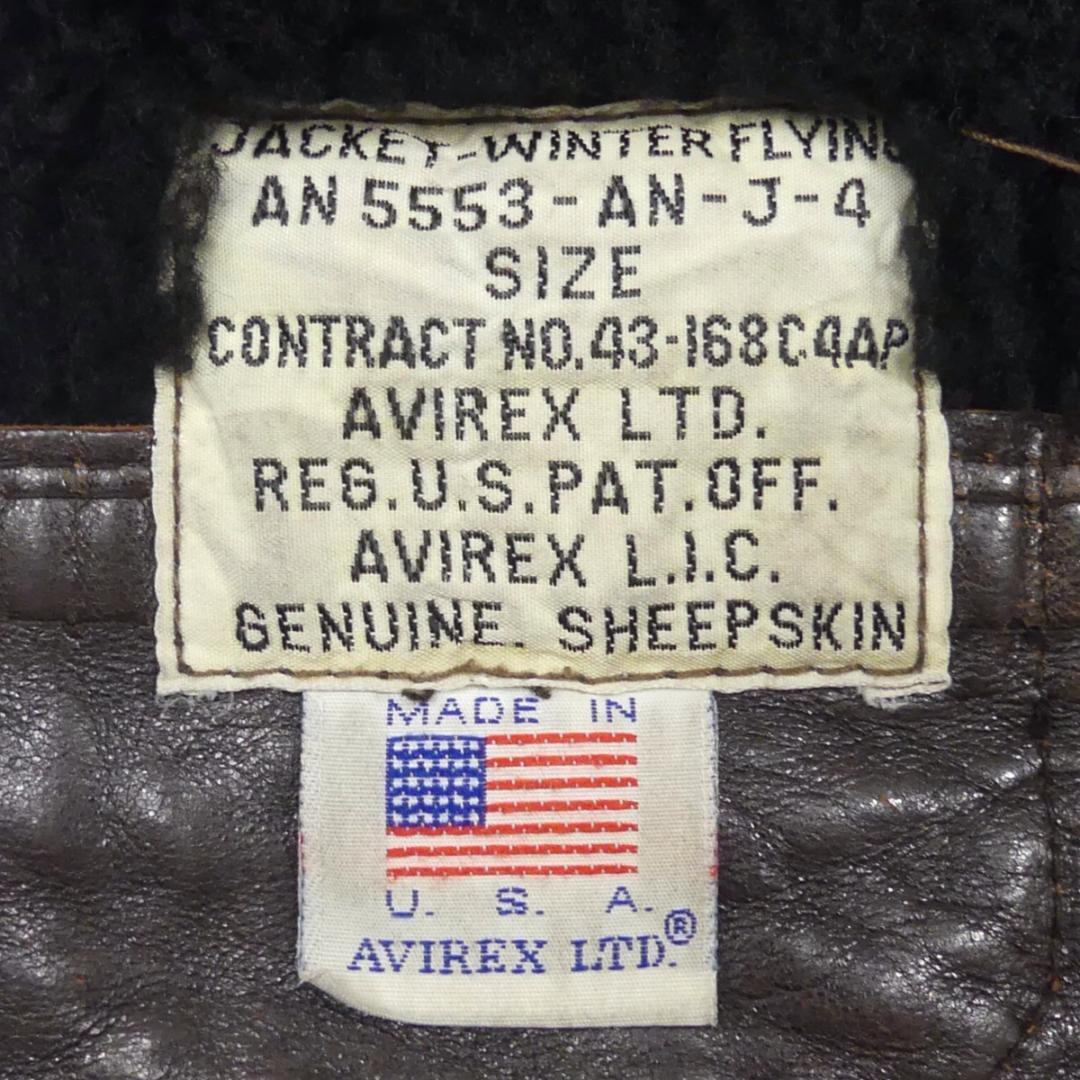 JACKET-WINTER FLYING
AN 5553-AN-J-4
SIZE
CONTRACT NO.43-168C4AP
AVIREX LTD.
REG.U.S.PAT.OFF.
AVIREX L.I.C.
GENUINE. SHEEPSKIN
MADE IN
U. S. A.
AVIREX LTD.®